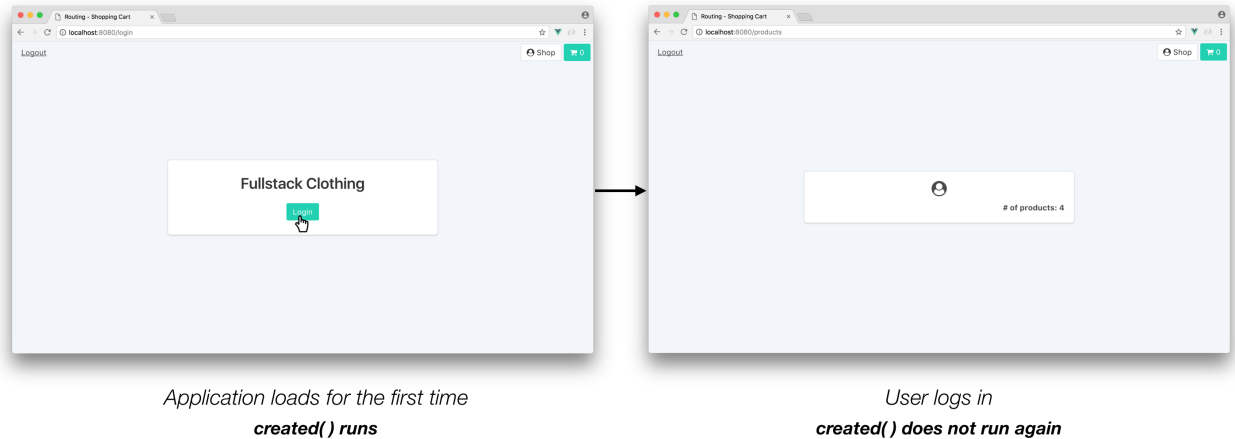 Routing - Shopping Cart
localhost:8080/login
Logout
Shop
0
Fullstack Clothing
Login
Application loads for the first time
created( ) runs
Routing - Shopping Cart
localhost:8080/products
Logout
Shop
0
# of products: 4
User logs in
created( ) does not run again